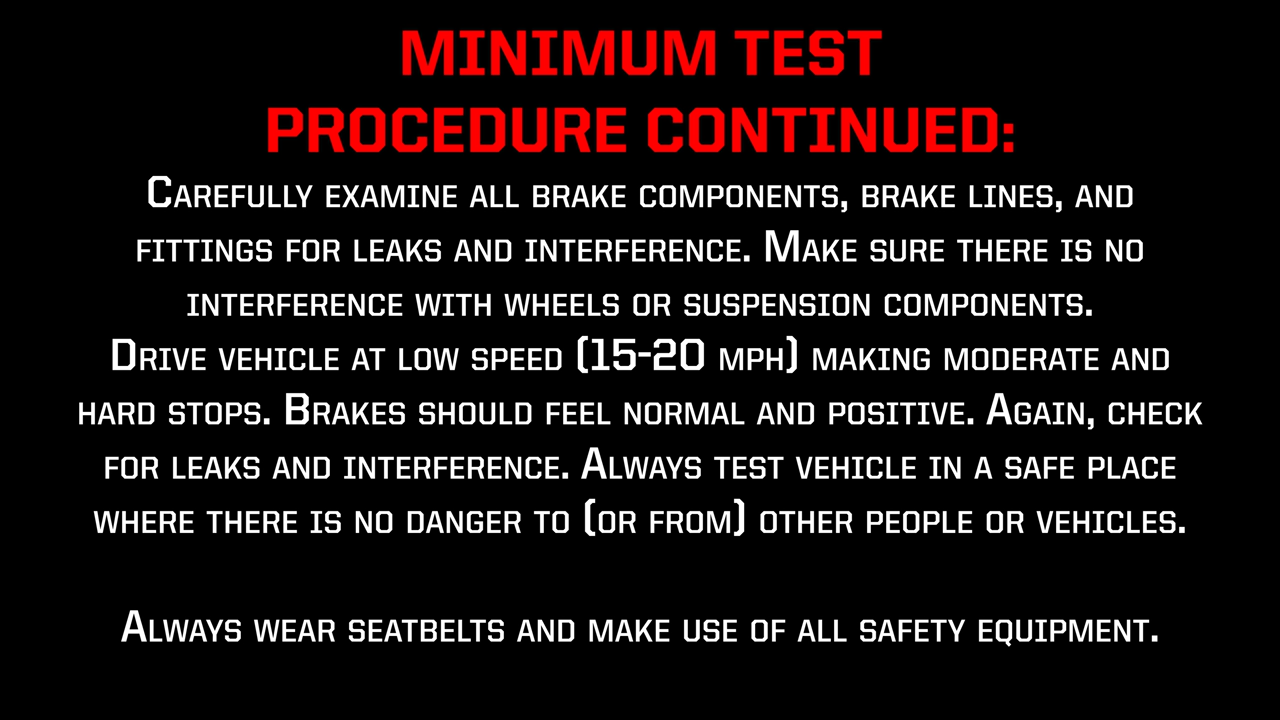 MINIMUM TEST
PROCEDURE CONTINUED:
Carefully examine all brake components, brake lines, and
fittings for leaks and interference. Make sure there is no
interference with wheels or suspension components.
Drive vehicle at low speed (15-20 mph) making moderate and
hard stops. Brakes should feel normal and positive. Again, check
for leaks and interference. Always test vehicle in a safe place
where there is no danger to (or from) other people or vehicles.
Always wear seatbelts and make use of all safety equipment.